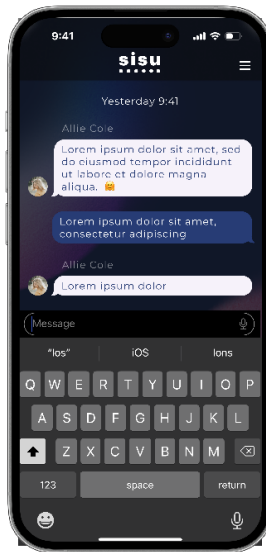 9:41
sisu
Yesterday 9:41
Allie Cole
Lorem ipsum dolor sit amet, sed
do eiusmod tempor incididunt
ut labore et dolore magna
aliqua. 🤗
Lorem ipsum dolor sit amet,
consectetur adipiscing
Allie Cole
Lorem ipsum dolor
Message
"Ios" iOS Ions
Q W E R T Y U I O P
A S D F G H J K L
Z X C V B N M
123 space return